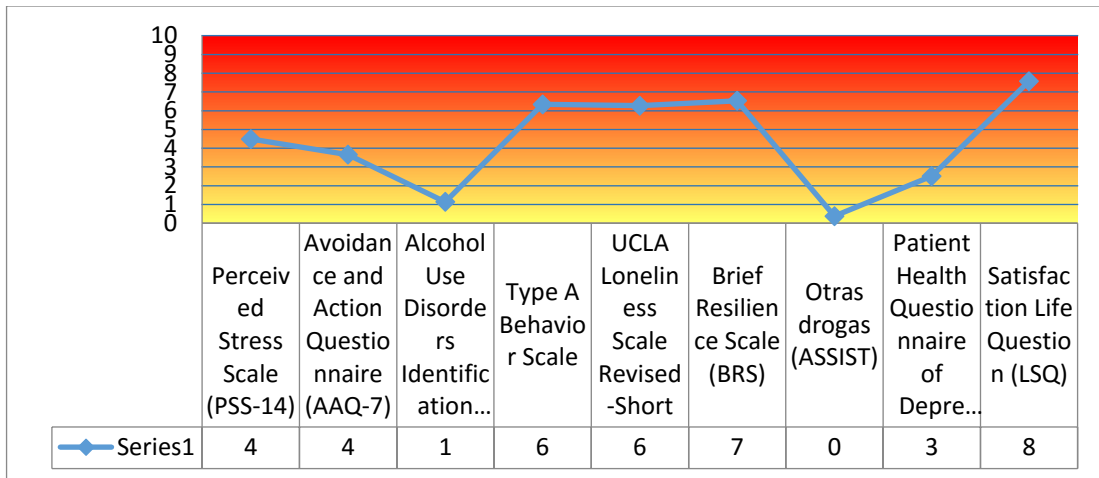 10
9
8
7
6
5
4
3
2
1
0
Perceiv
ed
Stress
Scale
(PSS-14)
Avoidan
ce and
Action
Questio
nnaire
(AAQ-7)
Alcohol
Use
Disorde
rs
Identific
ation...
Type A
Behavio
r Scale
UCLA
Lonelin
ess
Scale
Revised
-Short
Brief
Resilien
ce Scale
(BRS)
Otras
drogas
(ASSIST)
Patient
Health
Questio
nnaire
of
Depre...
Satisfac
tion Life
Questio
n (LSQ)
Series1 4 4 1 6 6 7 0 3 8